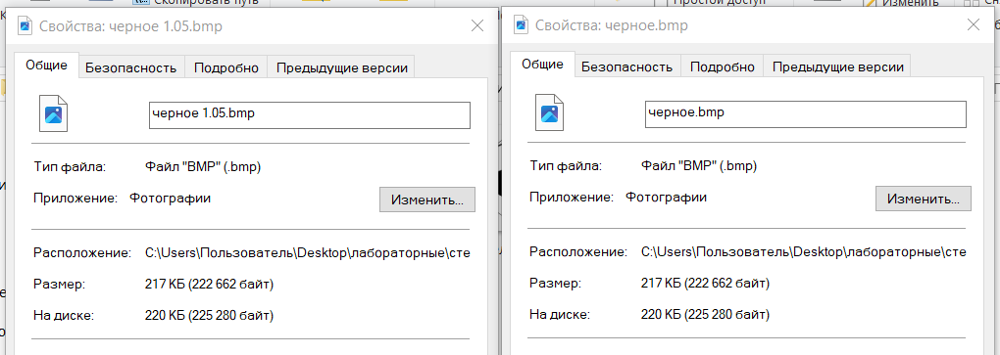 Скопировать путь
Простой доступ
Изменить
Свойства: черное 1.05.bmp
Общие
Безопасность
Подробно
Предыдущие версии
черное 1.05.bmp
Тип файла: Файл "BMP" (.bmp)
Приложение: Фотографии
Изменить...
Расположение: C:\Users\Пользователь\Desktop\лабораторные\сте
Размер: 217 КБ (222 662 байт)
На диске: 220 КБ (225 280 байт)
Свойства: черное.bmp
Общие
Безопасность
Подробно
Предыдущие версии
черное.bmp
Тип файла: Файл "BMP" (.bmp)
Приложение: Фотографии
Изменить...
Расположение: C:\Users\Пользователь\Desktop\лабораторные\сте
Размер: 217 КБ (222 662 байт)
На диске: 220 КБ (225 280 байт)